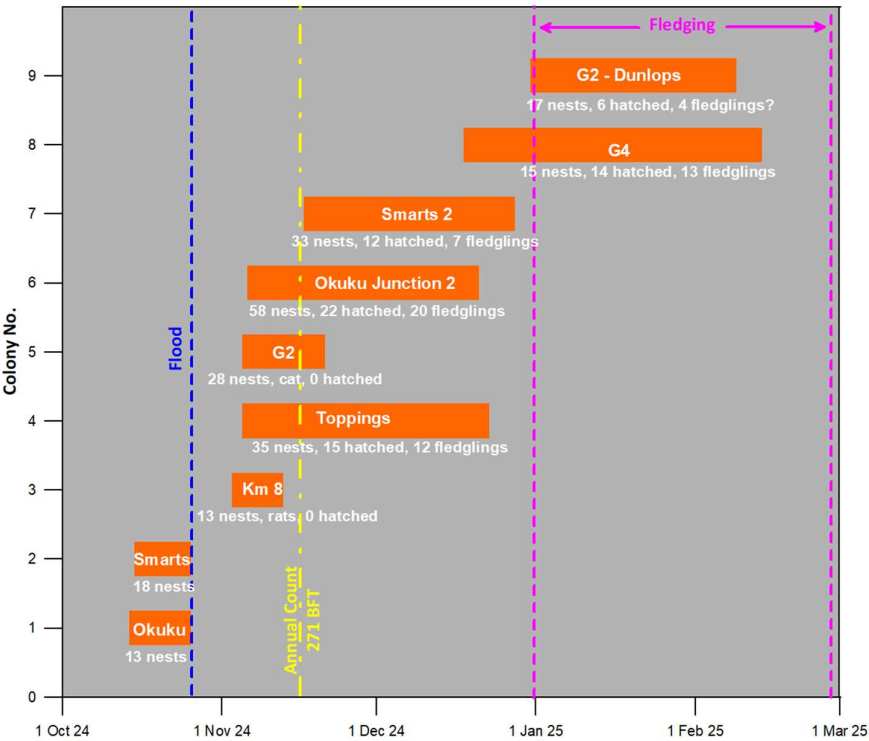 Fledging
9
G2 - Dunlops
17 nests, 6 hatched, 4 fledglings?
8
G4
15 nests, 14 hatched, 13 fledglings
7
Smarts 2
33 nests, 12 hatched, 7 fledglings
6
Okuku Junction 2
58 nests, 22 hatched, 20 fledglings
Flood
Colony No.
5
G2
28 nests, cat, 0 hatched
4
Toppings
35 nests, 15 hatched, 12 fledglings
3
Km 8
13 nests, rats, 0 hatched
2
Smarts
18 nests
Annual Count
271 BFT
1
Okuku
13 nests
0
1 Oct 24
1 Nov 24
1 Dec 24
1 Jan 25
1 Feb 25
1 Mar 25